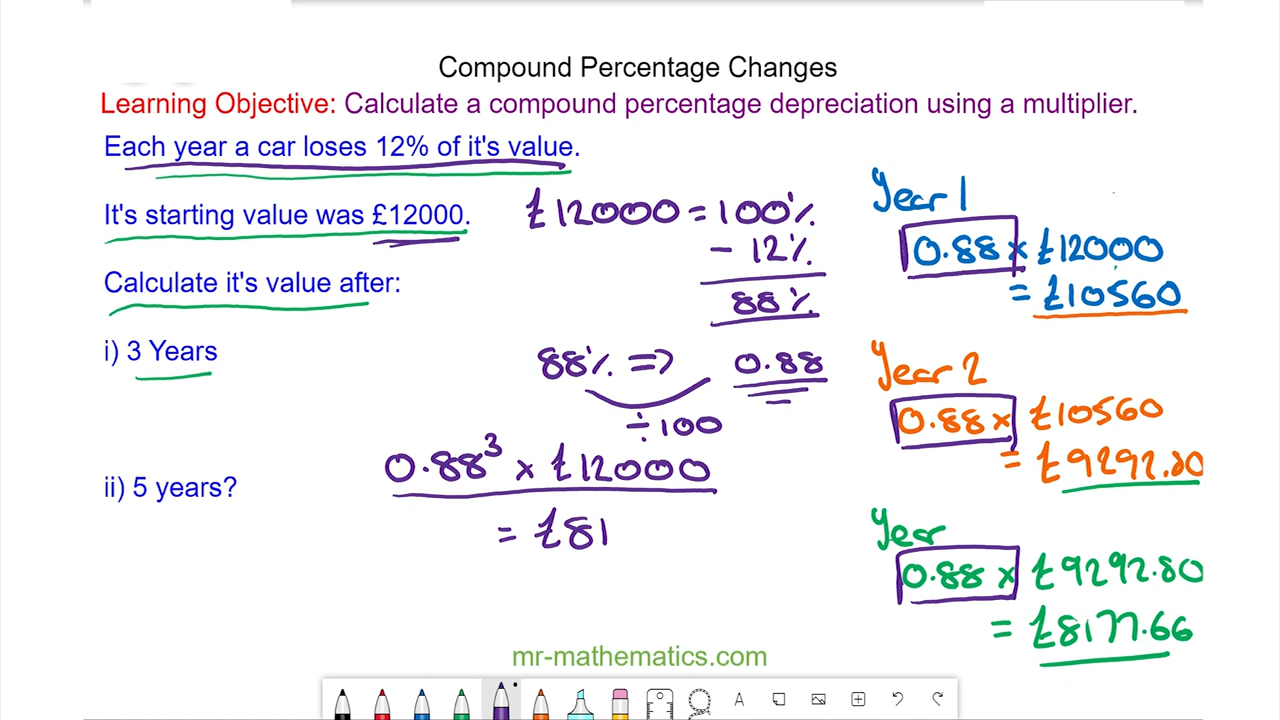 Compound Percentage Changes
Learning Objective: Calculate a compound percentage depreciation using a multiplier.
Each year a car loses 12% of it's value.
It's starting value was £12000.
Calculate it's value after:
i) 3 Years
ii) 5 years?
£12000 = 100%
- 12%
88%
88% => 0.88
÷100
0.88³ × £12000
= £81
Year 1
0.88 × £12000
= £10560
Year 2
0.88 × £10560
= £9292.80
Year
0.88 × £9292.80
= £8177.66
mr-mathematics.com
A